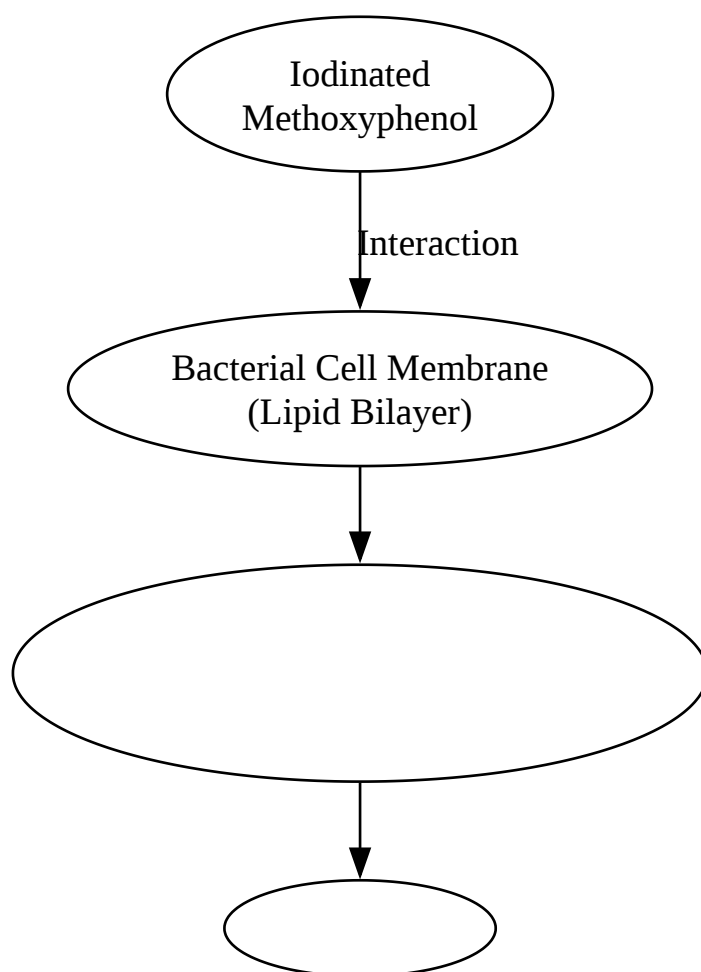 Iodinated
Methoxyphenol
Interaction
Bacterial Cell Membrane
(Lipid Bilayer)